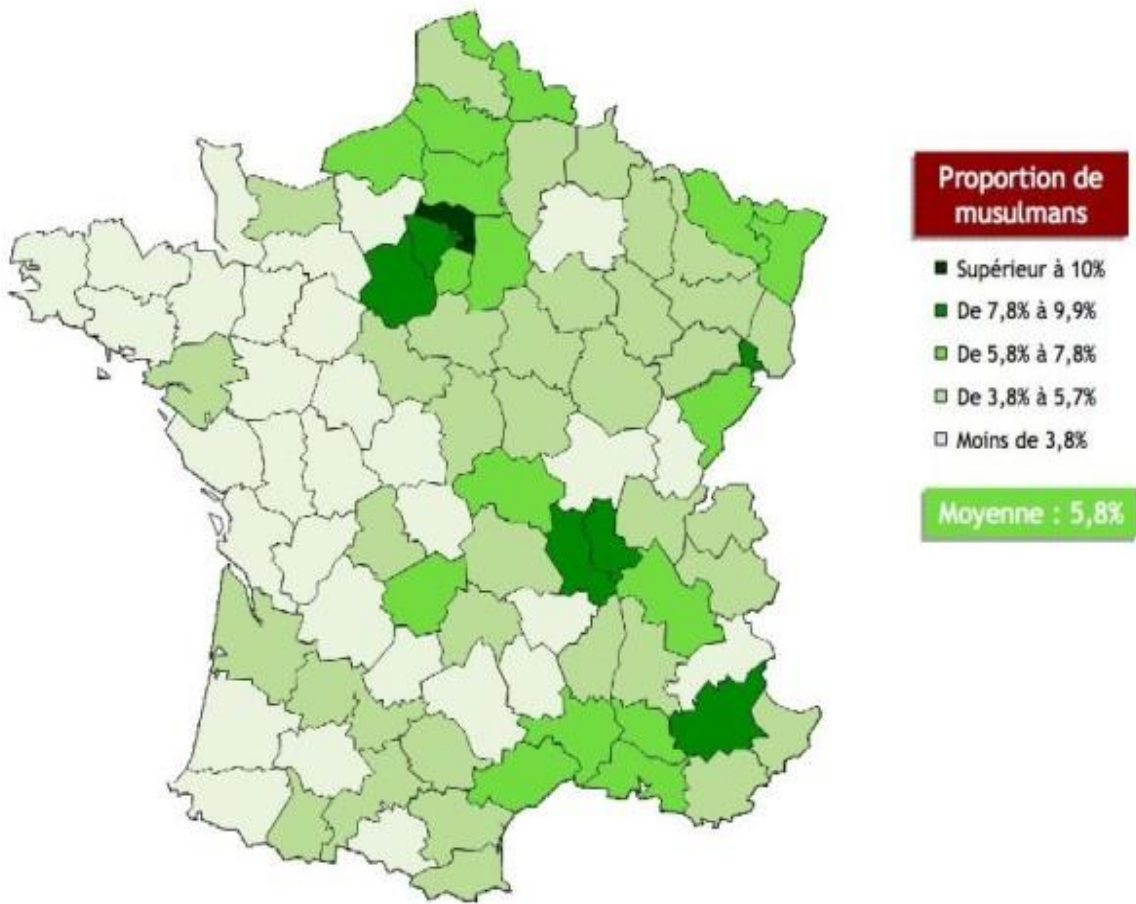 Proportion de
musulmans
Supérieur à 10%
De 7,8% à 9,9%
De 5,8% à 7,8%
De 3,8% à 5,7%
Moins de 3,8%
Moyenne : 5,8%